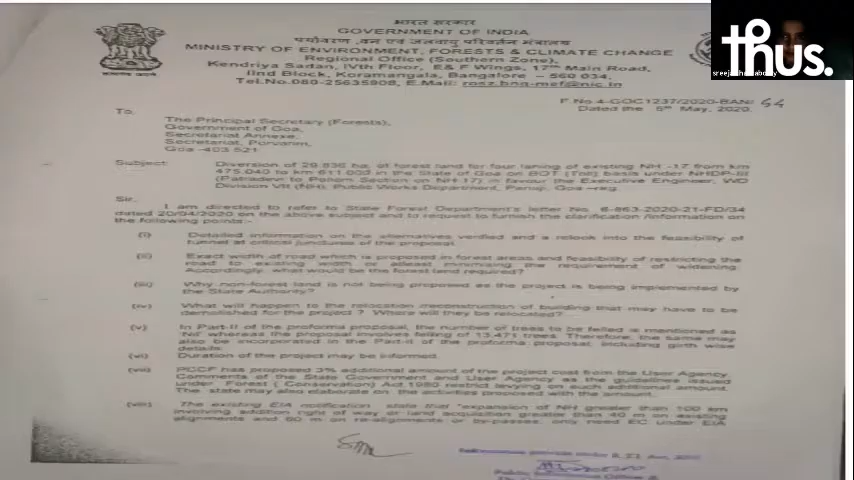 भारत सरकार
GOVERNMENT OF INDIA
पर्यावरण, वन एवं जलवायु परिवर्तन मंत्रालय
MINISTRY OF ENVIRONMENT, FORESTS & CLIMATE CHANGE
Regional Office (Southern Zone),
Kendriya Sadan, IVth Floor, E& F Wings, 17th Main Road,
IInd Block, Koramangala, Bangalore – 560 034,
Tel.No.080-25635908, E.Mail: rosz.bng-mef@nic.in
thus.
F.No.4-GOC1237/2020-BAN/
Dated the 5th May, 2020.
To
The Principal Secretary (Forests),
Government of Goa,
Secretariat Annexe,
Secretariat, Porvorim,
Goa -403 521
Subject: Diversion of 29.836 ha. of forest land for four laning of existing NH -17 from km
475.040 to km 611.000 in the State of Goa on BOT (Toll) basis under NHDP-III
(Patradevi to Pollem Section on NH 17) in favour the Executive Engineer, WD
Division VII (NH), Public Works Department, Panaji, Goa –reg.
Sir,
I am directed to refer to State Forest Department's letter No. 6-863-2020-21-FD/34
dated 20/04/2020 on the above subject and to request to furnish the clarification /information on
the following points:-
(i) Detailed information on the alternatives verified and a relook into the feasibility of
tunnel at critical junctures of the proposal.
(ii) Exact width of road which is proposed in forest areas and feasibility of restricting the
road to existing width or atleast minimising the requirement of widening.
Accordingly, what would be the forest land required?
(iii) Why non-forest land is not being proposed as the project is being implemented by
the State Authority?
(iv) What will happen to the relocation /reconstruction of building that may have to be
demolished for the project ? Where will they be relocated?
(v) In Part-II of the proforma proposal, the number of trees to be felled is mentioned as
'Nil' whereas the proposal involves felling of 13,471 trees. Therefore, the same may
also be incorporated in the Part-II of the proforma proposal, including girth wise
details.
(vi) Duration of the project may be informed.
(vii) PCCF has proposed 3% additional amount of the project cost from the User Agency.
Comments of the State Government and User Agency as the guidelines issued
under Forest ( Conservation) Act 1980 restrict levying on such additional amount.
The state may also elaborate on the activities proposed with the amount.
(viii) The existing EIA notification state that "expansion of NH greater than 100 km
involving addition right of way or land acquisition greater than 40 m on existing
alignments and 60 m on re-alignments or by-passes, only need EC under EIA